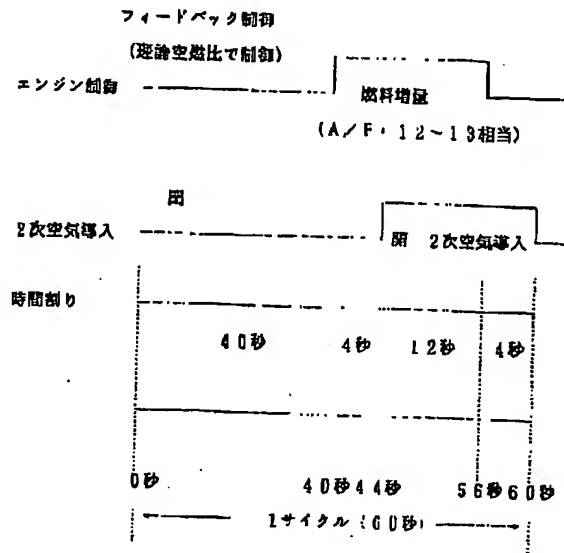 フィードバック制御
(理論空燃比で制御)
エンジン制御
燃料増量
(A/F・12~13相当)
閉
2次空気導入
開 2次空気導入
時間割り
40秒 4秒 12秒 4秒
0秒 40秒44秒 56秒60秒
1サイクル(60秒)